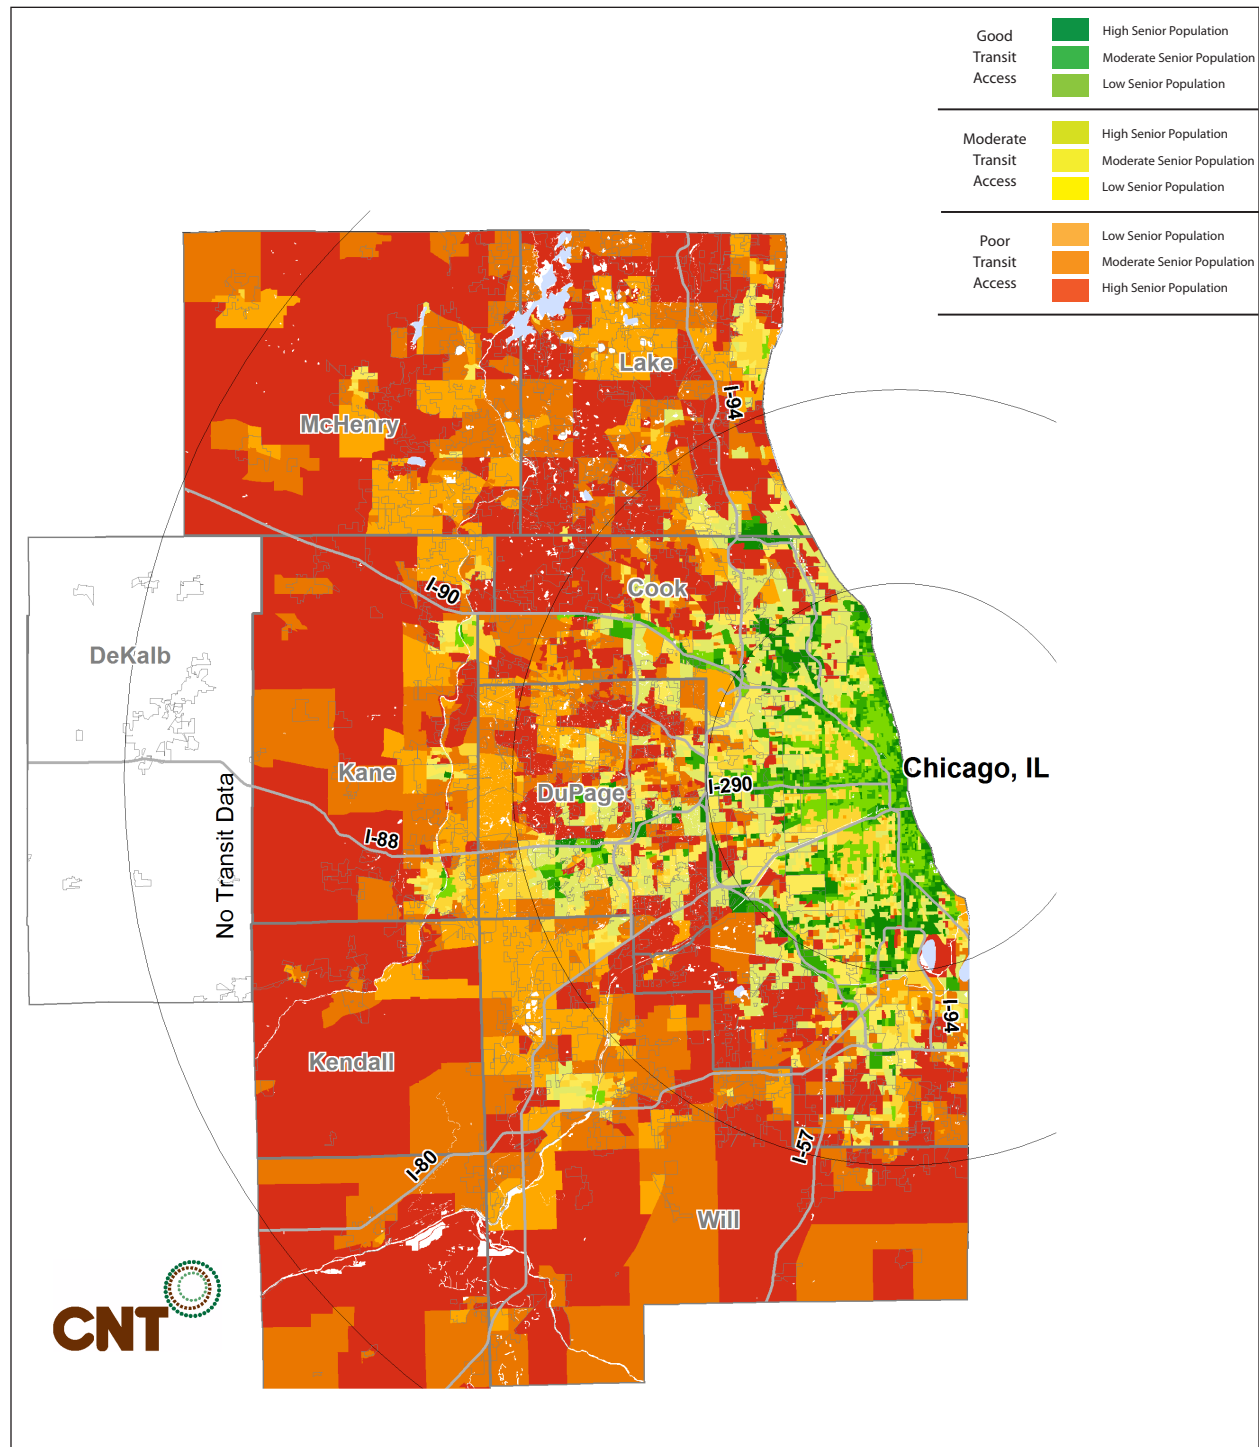 Good
Transit
Access
High Senior Population
Moderate Senior Population
Low Senior Population
Moderate
Transit
Access
High Senior Population
Moderate Senior Population
Low Senior Population
Poor
Transit
Access
Low Senior Population
Moderate Senior Population
High Senior Population
Lake
I-94
McHenry
I-90
Cook
DeKalb
Kane
DuPage
I-290
Chicago, IL
No Transit Data
I-88
I-94
Kendall
I-57
I-80
Will
CNT